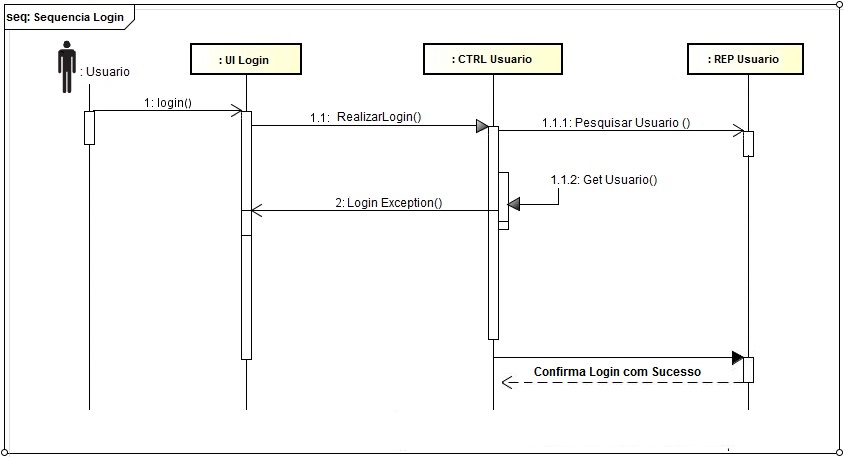 seq: Sequencia Login
: Usuario
: UI Login
: CTRL Usuario
: REP Usuario
1: login()
1.1: RealizarLogin()
1.1.1: Pesquisar Usuario ()
1.1.2: Get Usuario()
2: Login Exception()
Confirma Login com Sucesso